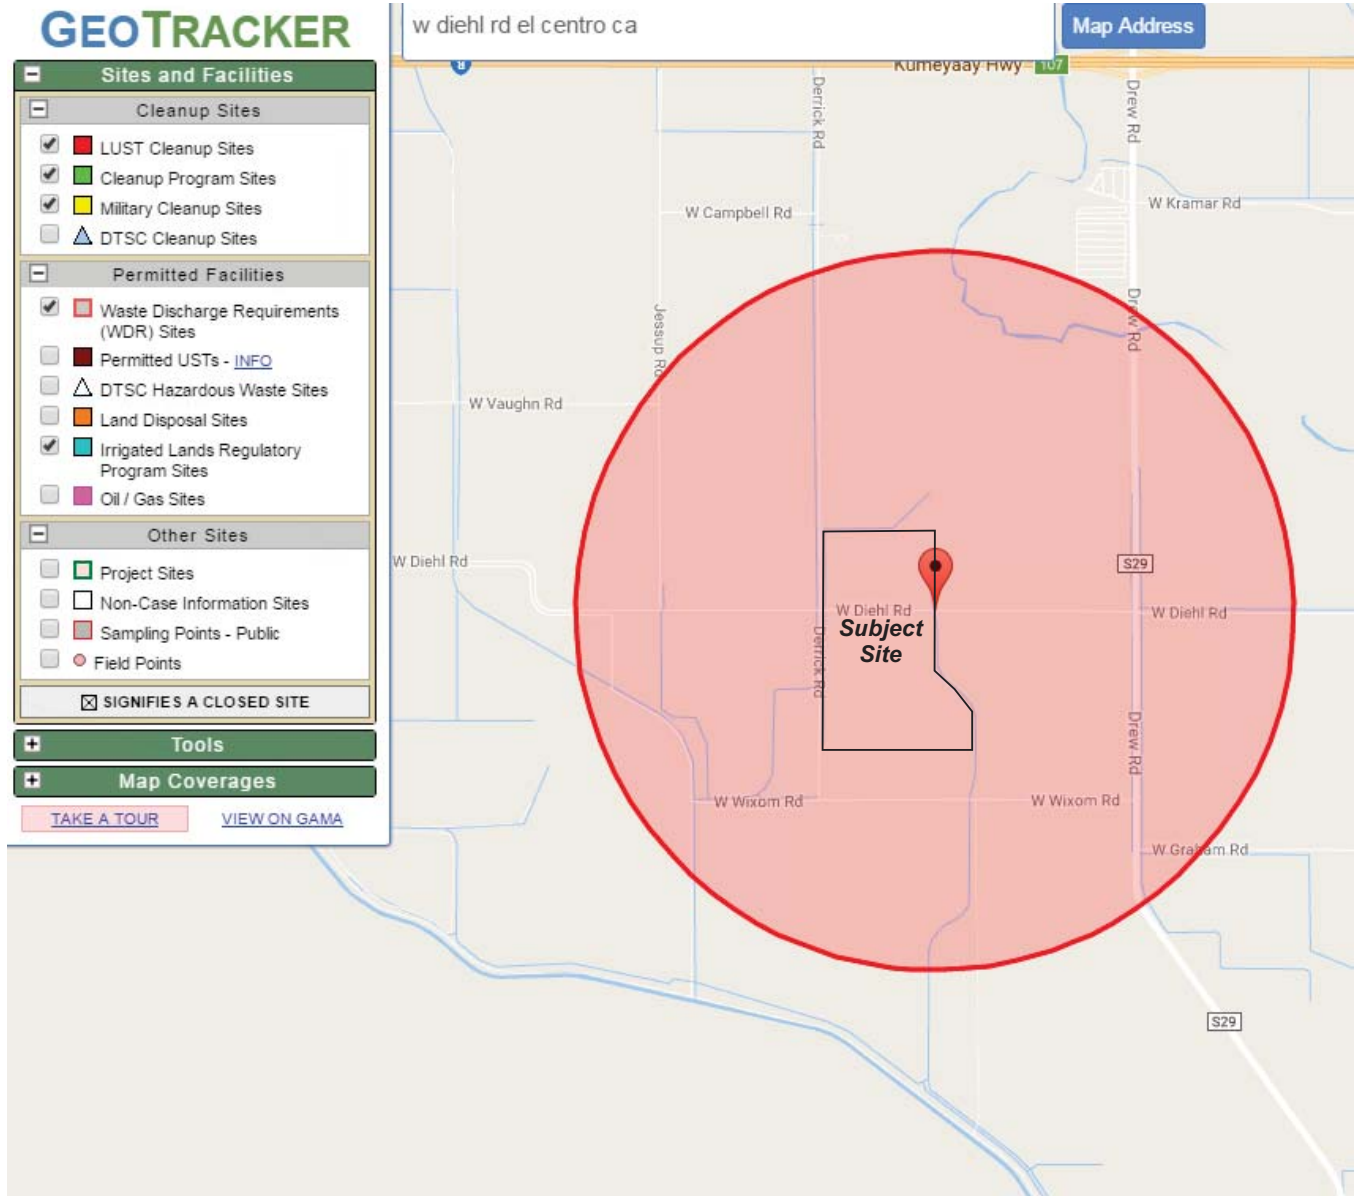 GEOTRACKER
w diehl rd el centro ca
Map Address
Sites and Facilities
Cleanup Sites
LUST Cleanup Sites
Cleanup Program Sites
Military Cleanup Sites
DTSC Cleanup Sites
Permitted Facilities
Waste Discharge Requirements
(WDR) Sites
Permitted USTs - INFO
DTSC Hazardous Waste Sites
Land Disposal Sites
Irrigated Lands Regulatory
Program Sites
Oil / Gas Sites
Other Sites
Project Sites
Non-Case Information Sites
Sampling Points - Public
Field Points
SIGNIFIES A CLOSED SITE
Tools
Map Coverages
TAKE A TOUR
VIEW ON GAMA
Kumeyaay Hwy
107
Derrick Rd
Drew Rd
W Campbell Rd
W Kramar Rd
Jessup Rd
Drew Rd
W Vaughn Rd
W Diehl Rd
S29
W Diehl Rd
W Diehl Rd
Subject
Site
Derrick Rd
Drew Rd
W Wixom Rd
W Wixom Rd
W Graham Rd
S29